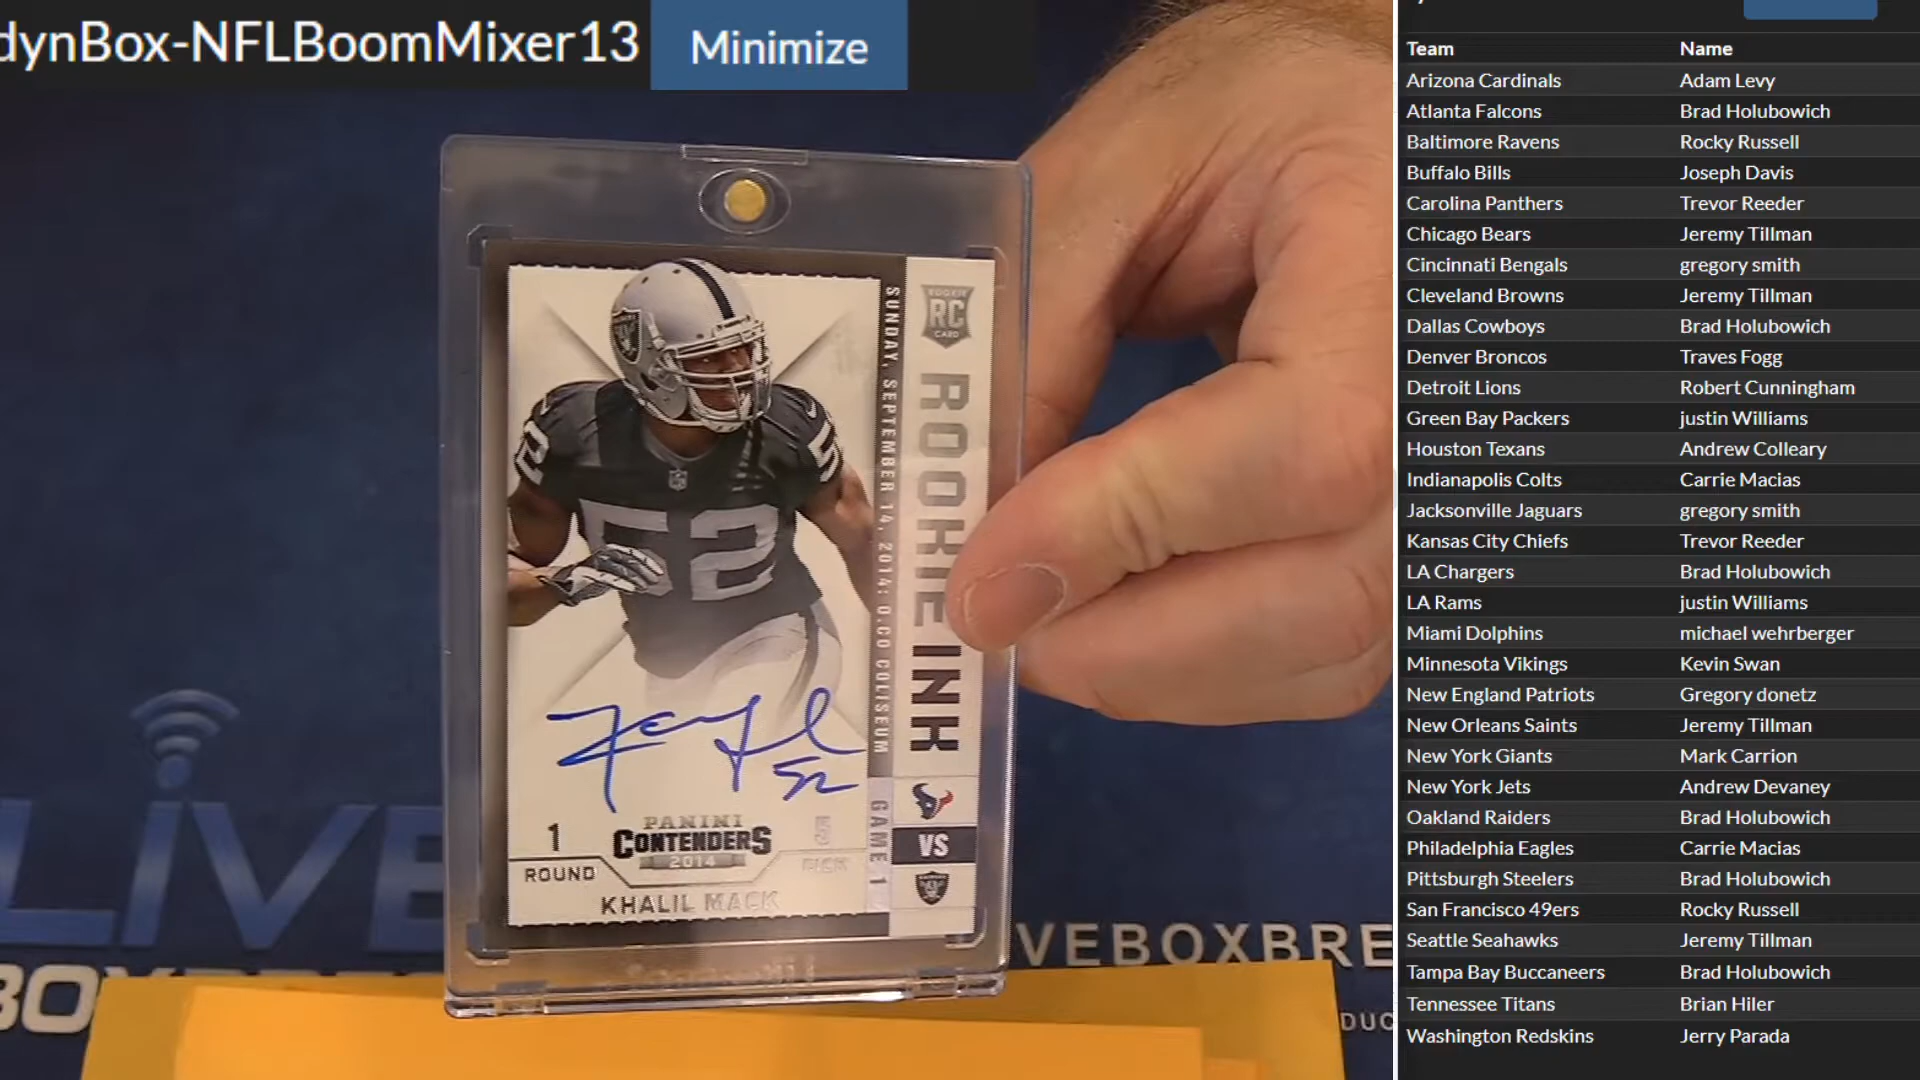 dynBox-NFLBoomMixer13
Minimize
RC
CARD
ROOKIE INK
SUNDAY, SEPTEMBER 14, 2014: O.CO COLISEUM
GAME 1
VS
52
52
1
ROUND
PANINI
CONTENDERS
2014
5
PICK
KHALIL MACK
LIVE
VEBOXBRE
DUC
Team Name
Arizona Cardinals Adam Levy
Atlanta Falcons Brad Holubowich
Baltimore Ravens Rocky Russell
Buffalo Bills Joseph Davis
Carolina Panthers Trevor Reeder
Chicago Bears Jeremy Tillman
Cincinnati Bengals gregory smith
Cleveland Browns Jeremy Tillman
Dallas Cowboys Brad Holubowich
Denver Broncos Traves Fogg
Detroit Lions Robert Cunningham
Green Bay Packers justin Williams
Houston Texans Andrew Colleary
Indianapolis Colts Carrie Macias
Jacksonville Jaguars gregory smith
Kansas City Chiefs Trevor Reeder
LA Chargers Brad Holubowich
LA Rams justin Williams
Miami Dolphins michael wehrberger
Minnesota Vikings Kevin Swan
New England Patriots Gregory donetz
New Orleans Saints Jeremy Tillman
New York Giants Mark Carrion
New York Jets Andrew Devaney
Oakland Raiders Brad Holubowich
Philadelphia Eagles Carrie Macias
Pittsburgh Steelers Brad Holubowich
San Francisco 49ers Rocky Russell
Seattle Seahawks Jeremy Tillman
Tampa Bay Buccaneers Brad Holubowich
Tennessee Titans Brian Hiler
Washington Redskins Jerry Parada